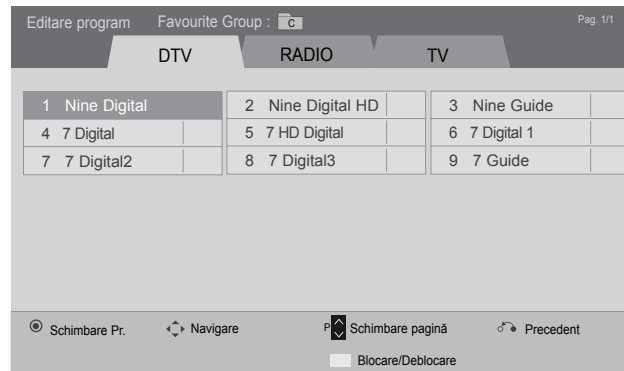 Editare program Favourite Group : C Pag. 1/1
DTV RADIO TV
1 Nine Digital 2 Nine Digital HD 3 Nine Guide
4 7 Digital 5 7 HD Digital 6 7 Digital 1
7 7 Digital2 8 7 Digital3 9 7 Guide
Schimbare Pr. Navigare P Schimbare pagină Precedent
Blocare/Deblocare